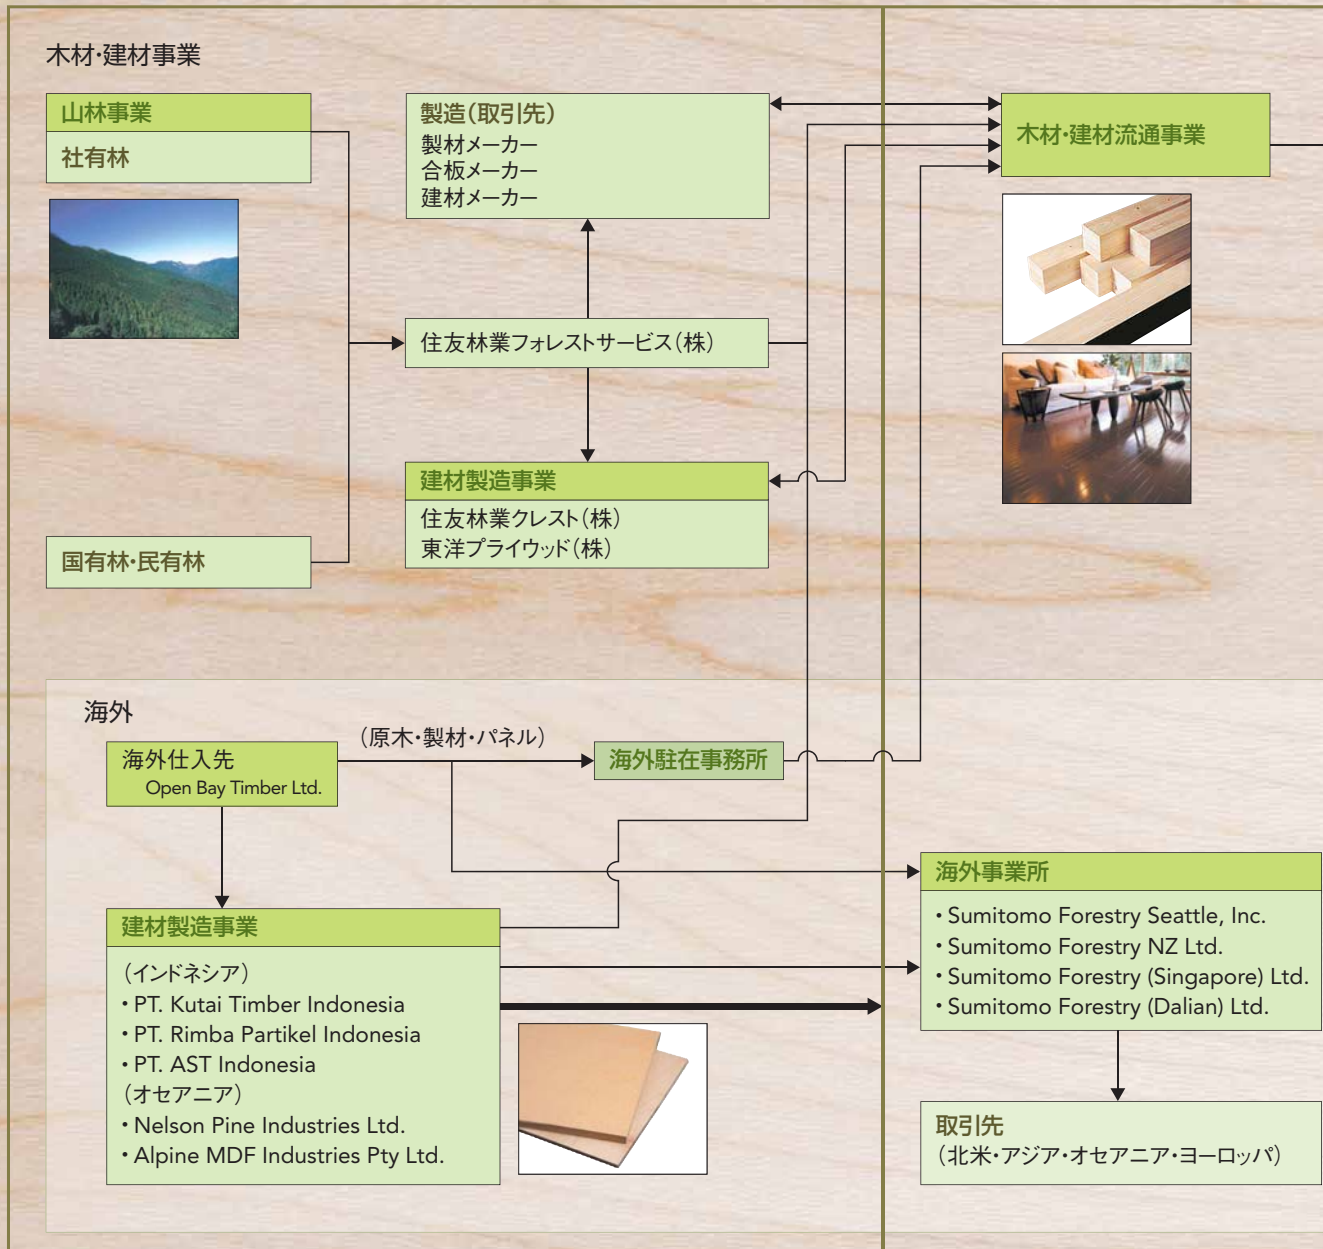 木材・建材事業
山林事業
社有林
製造(取引先)
製材メーカー
合板メーカー
建材メーカー
木材・建材流通事業
住友林業フォレストサービス(株)
建材製造事業
住友林業クレスト(株)
東洋プライウッド(株)
国有林・民有林
海外
海外仕入先
Open Bay Timber Ltd.
(原木・製材・パネル)
海外駐在事務所
建材製造事業
(インドネシア)
・PT. Kutai Timber Indonesia
・PT. Rimba Partikel Indonesia
・PT. AST Indonesia
(オセアニア)
・Nelson Pine Industries Ltd.
・Alpine MDF Industries Pty Ltd.
海外事業所
・Sumitomo Forestry Seattle, Inc.
・Sumitomo Forestry NZ Ltd.
・Sumitomo Forestry (Singapore) Ltd.
・Sumitomo Forestry (Dalian) Ltd.
取引先
(北米・アジア・オセアニア・ヨーロッパ)